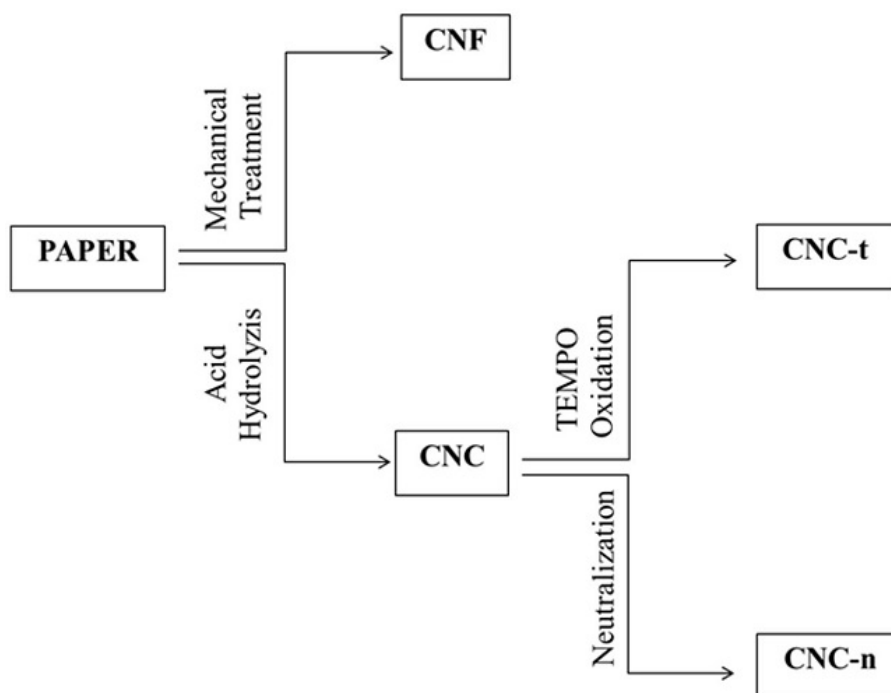 CNF
Mechanical
Treatment
PAPER
CNC-t
Acid
Hydrolyzis
TEMPO
Oxidation
CNC
Neutralization
CNC-n